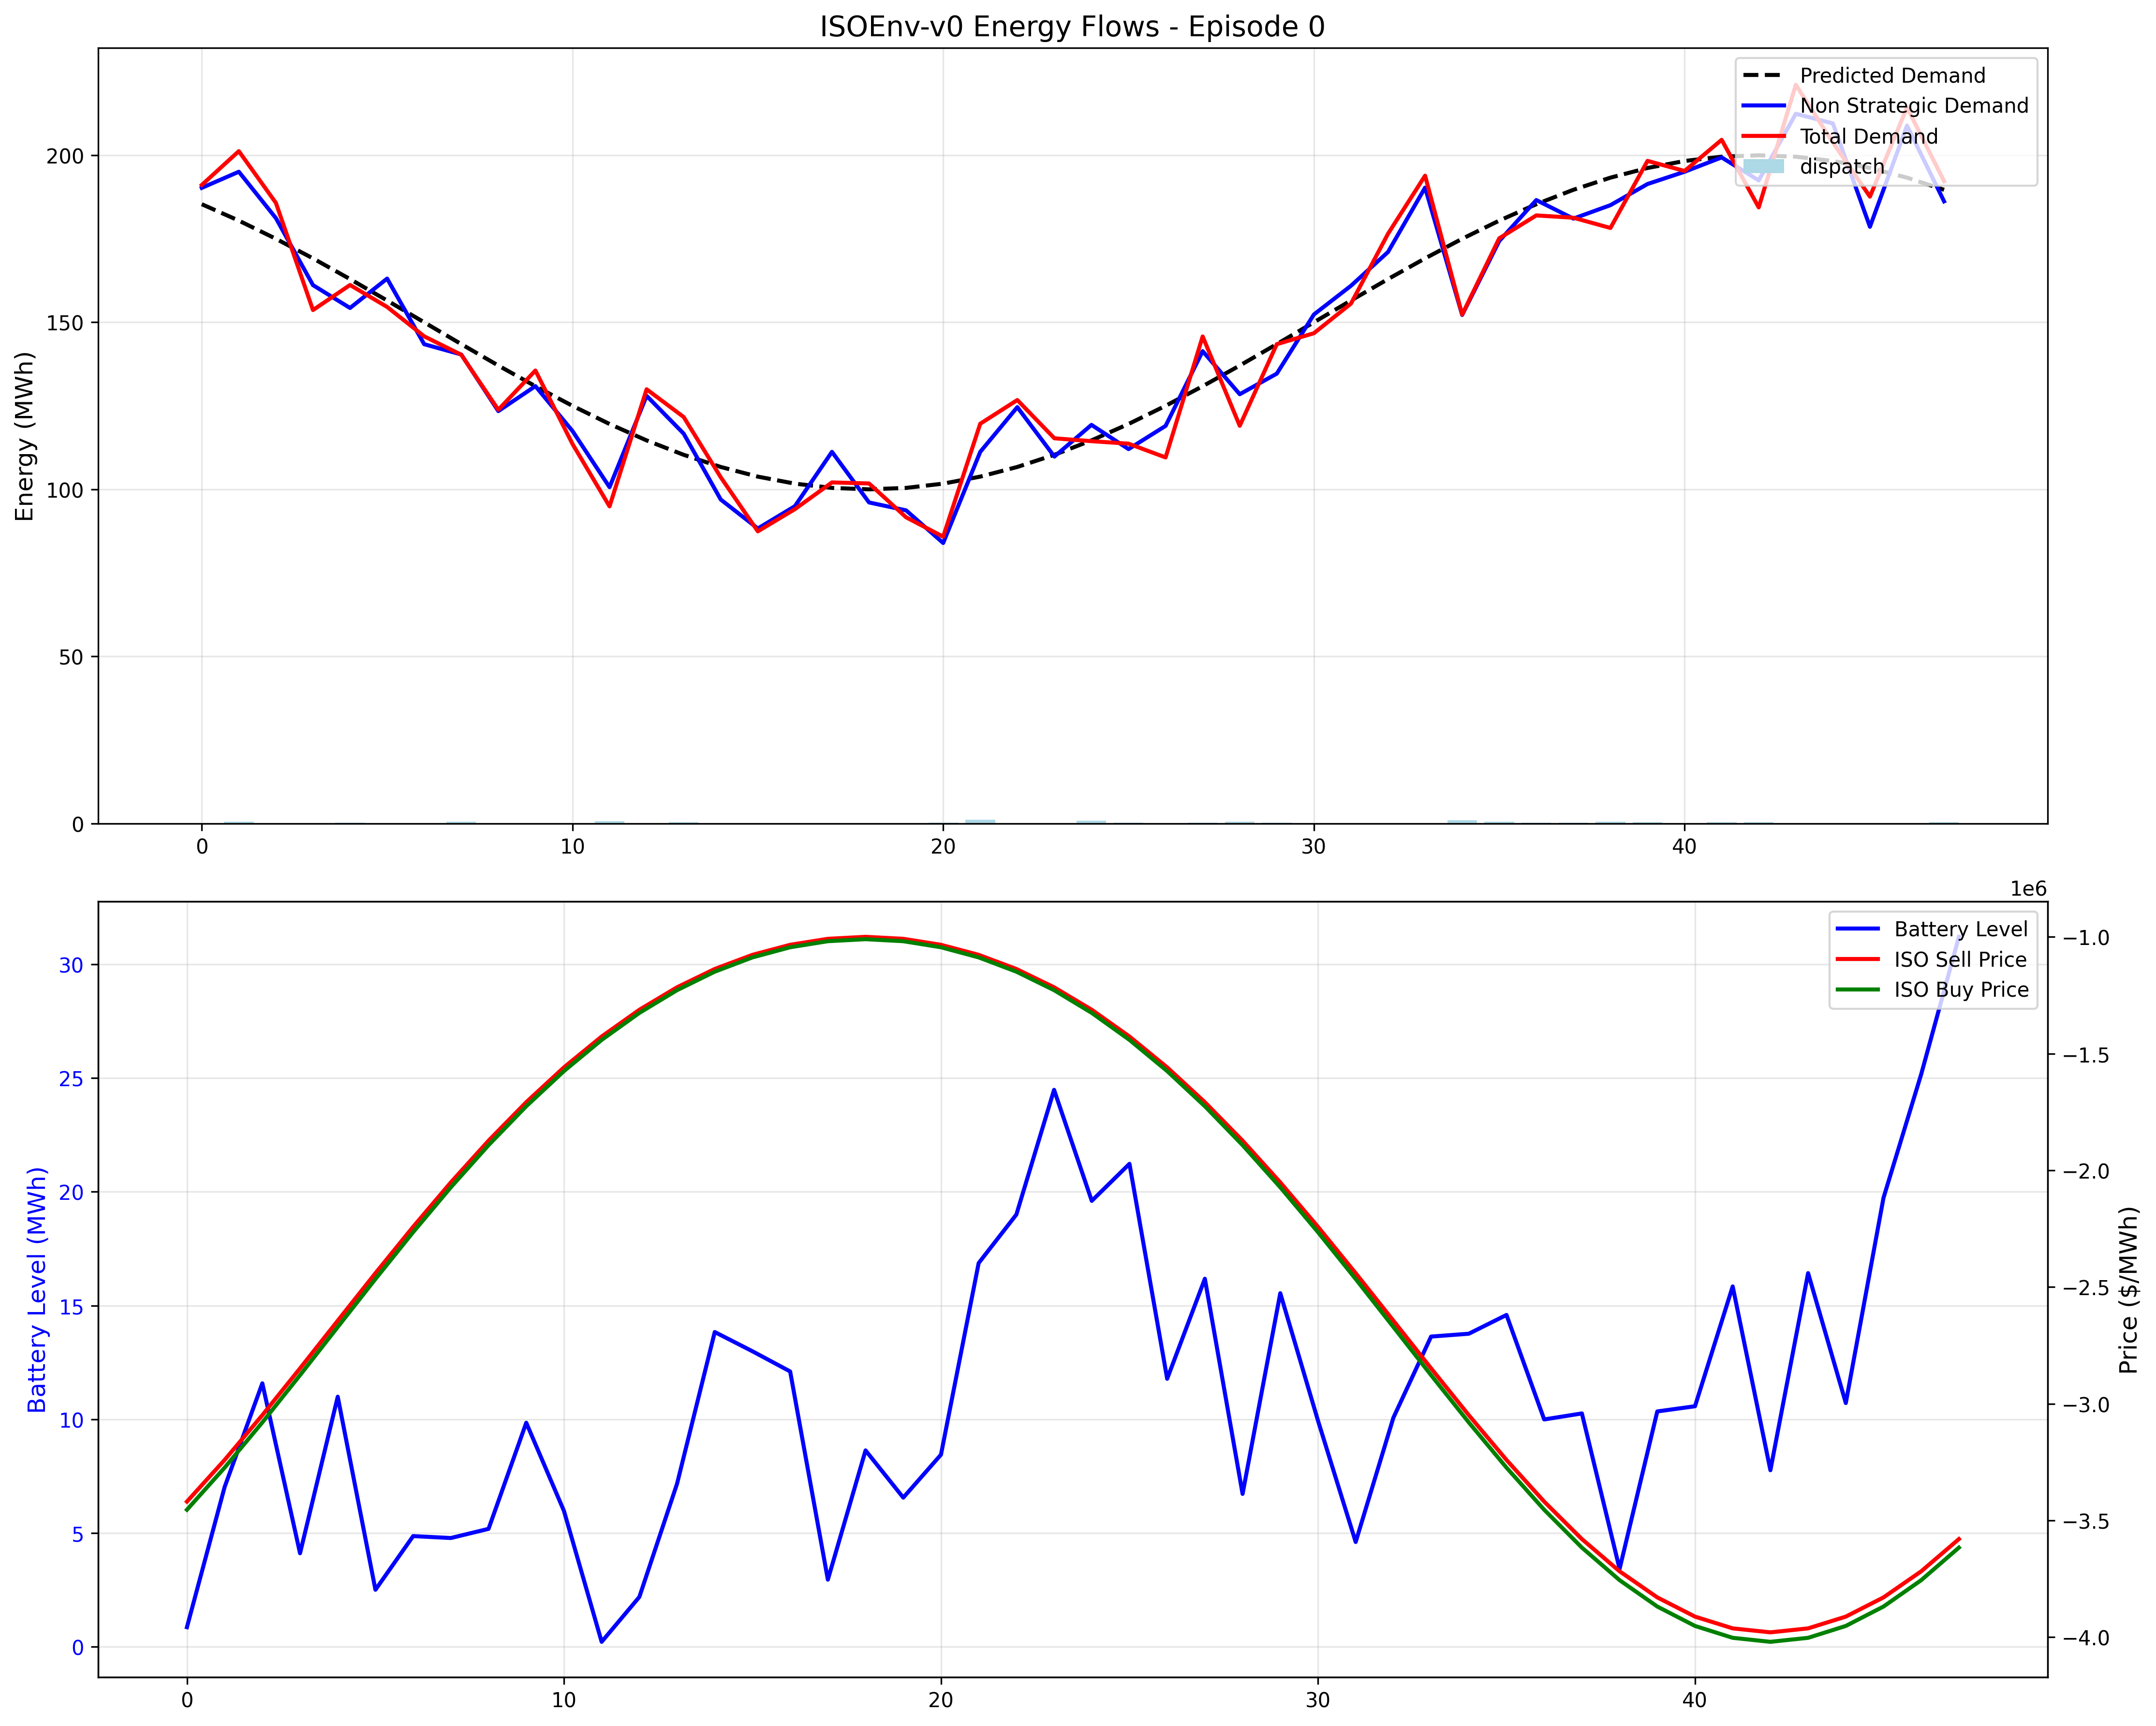 ISOEnv-v0 Energy Flows - Episode 0
Energy (MWh)
200
150
100
50
0
Predicted Demand
Non Strategic Demand
Total Demand
dispatch
0 10 20 30 40
1e6
Battery Level (MWh)
30
25
20
15
10
5
0
Battery Level
ISO Sell Price
ISO Buy Price
−1.0
−1.5
−2.0
−2.5
−3.0
−3.5
−4.0
Price ($/MWh)
0 10 20 30 40